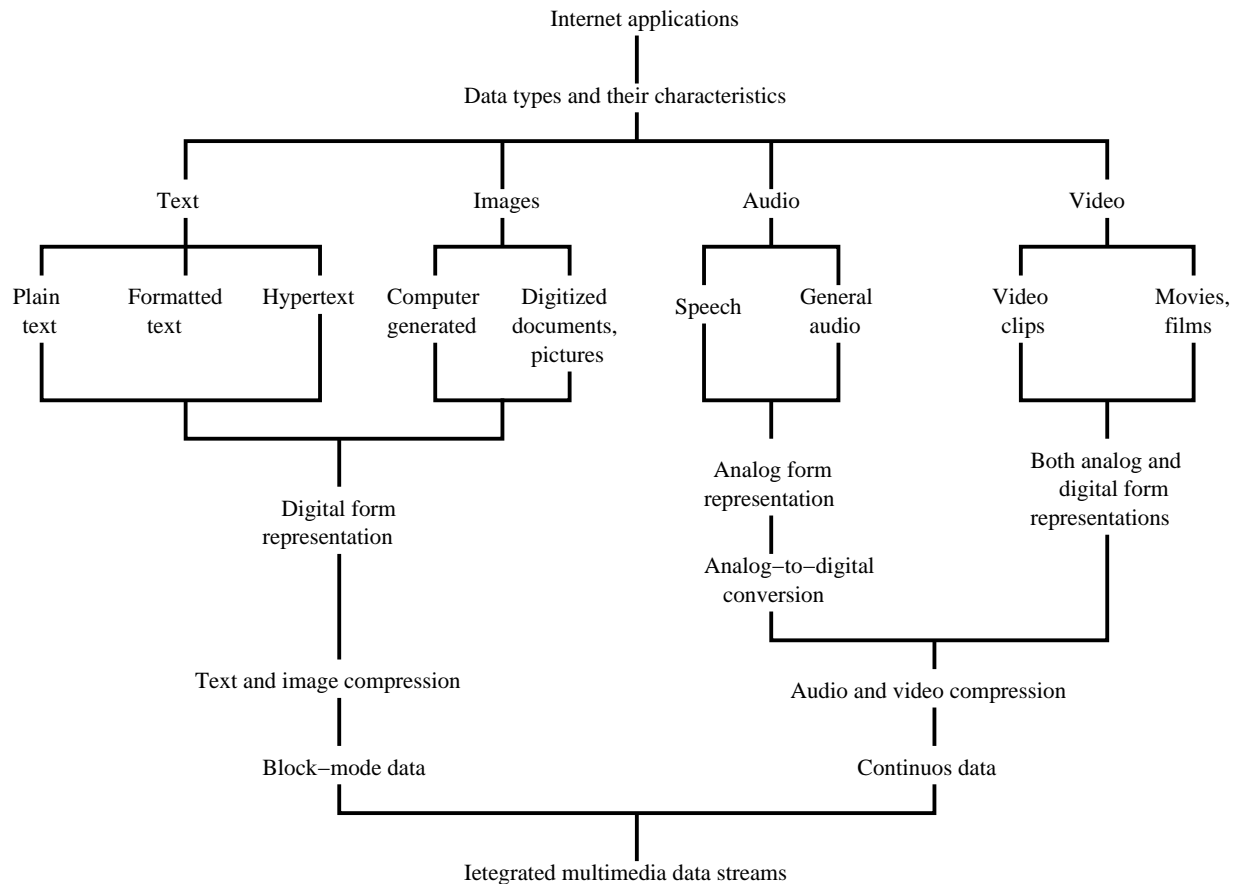 Internet applications
Data types and their characteristics
Text
Images
Audio
Video
Plain
text
Formatted
text
Hypertext
Computer
generated
Digitized
documents,
pictures
Speech
General
audio
Video
clips
Movies,
films
Digital form
representation
Analog form
representation
Both analog and
digital form
representations
Analog−to−digital
conversion
Text and image compression
Audio and video compression
Block−mode data
Continuos data
Ietegrated multimedia data streams